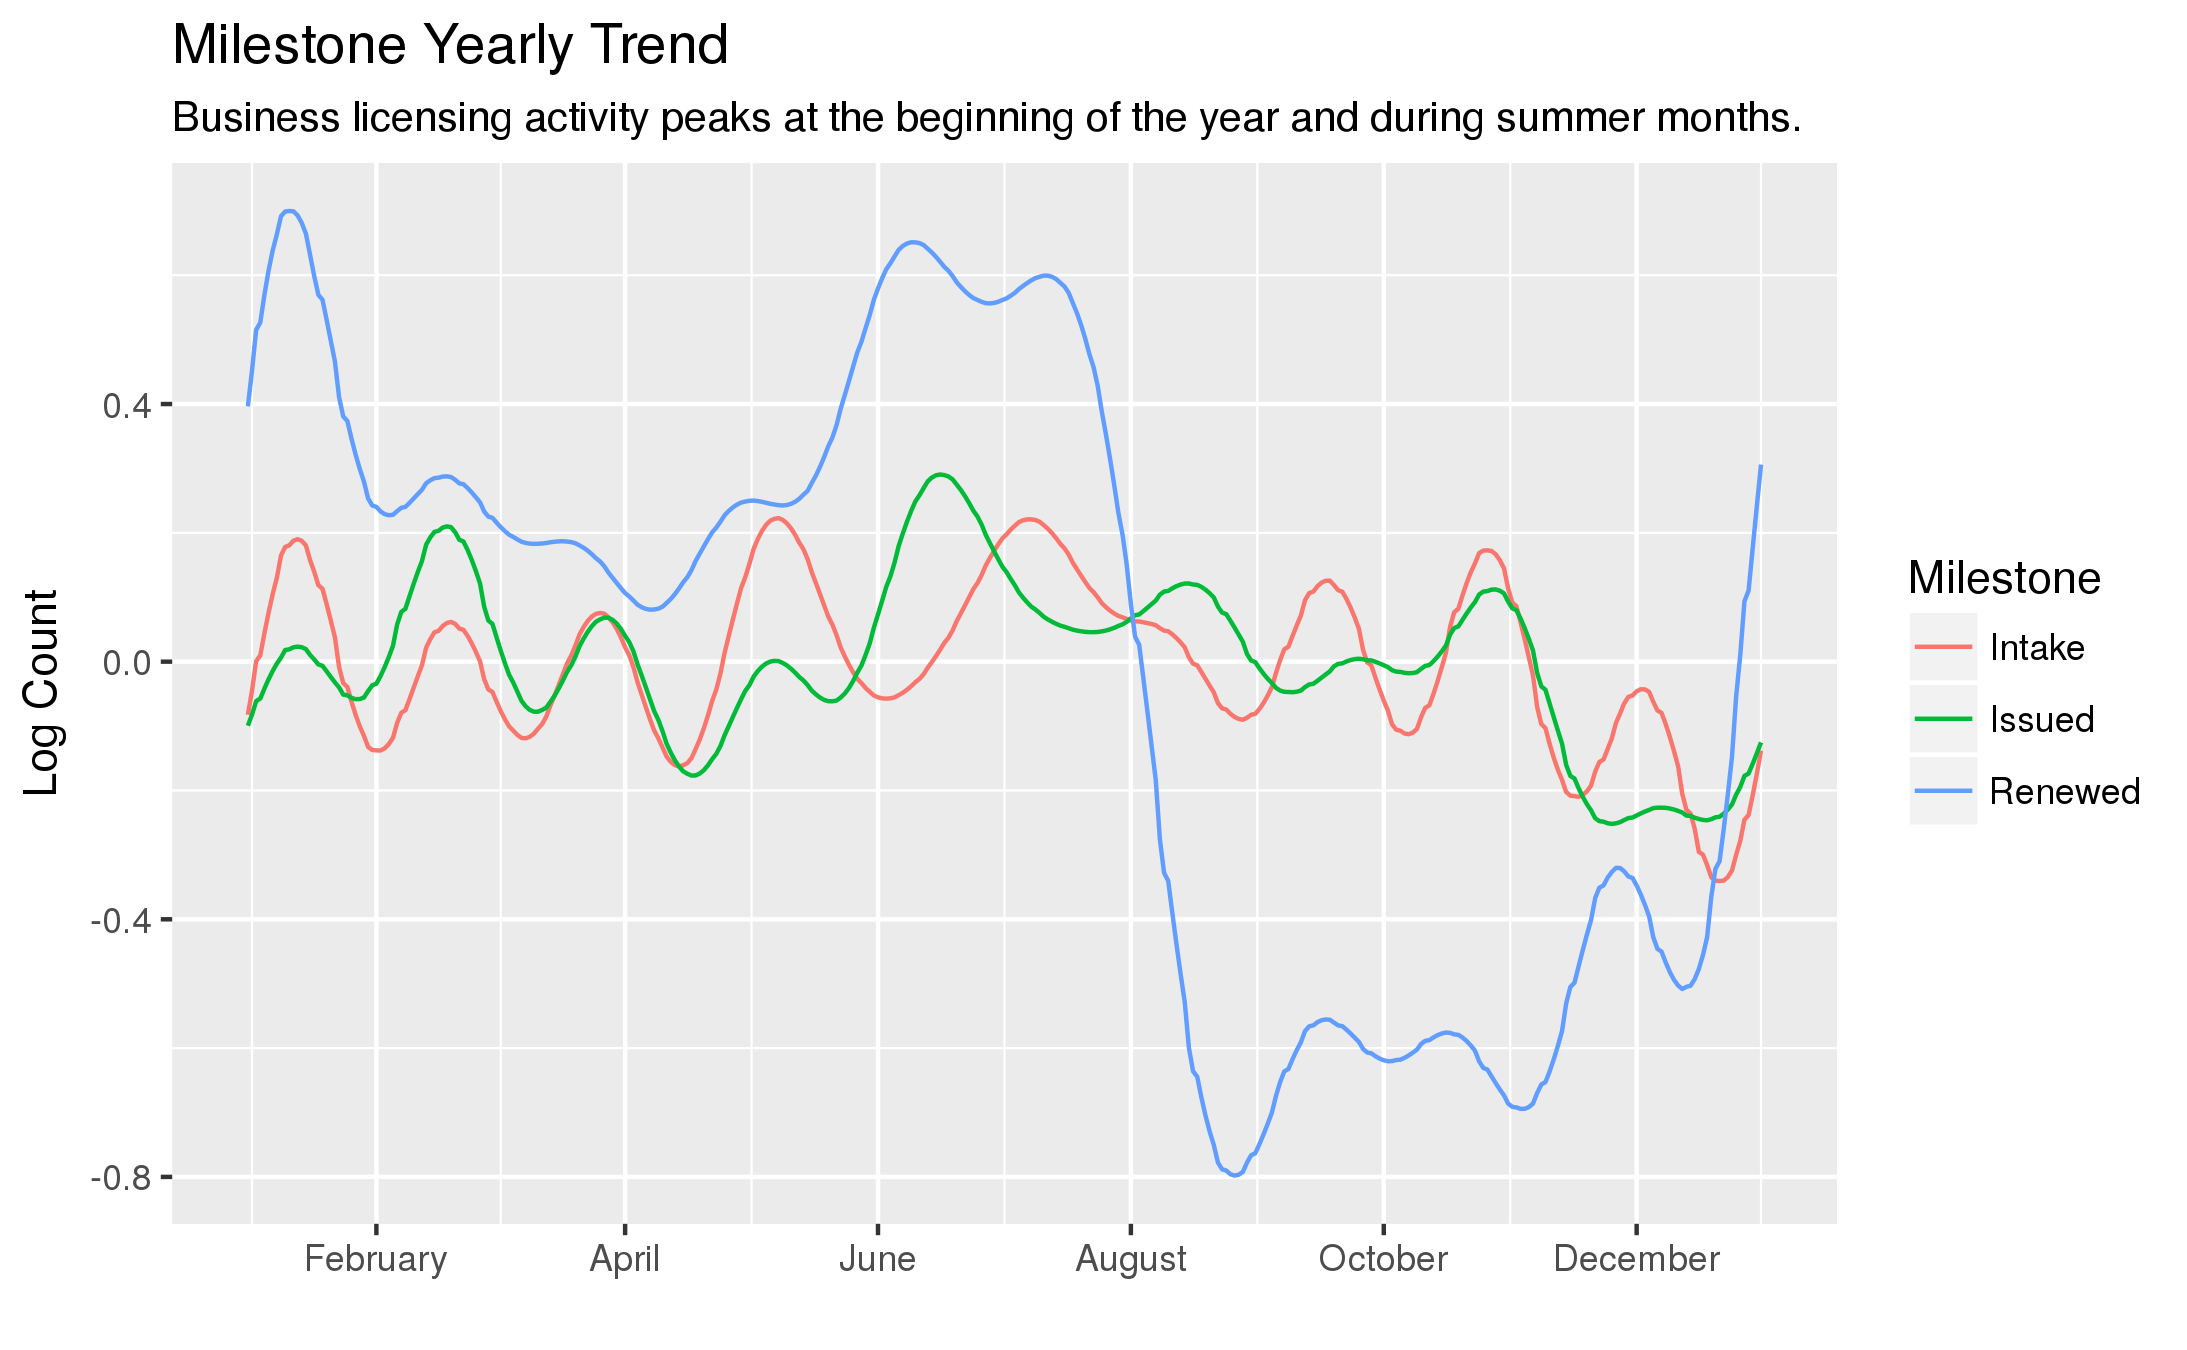 Milestone Yearly Trend
Business licensing activity peaks at the beginning of the year and during summer months.
Log Count
0.4
0.0
-0.4
-0.8
February April June August October December
Milestone
Intake
Issued
Renewed